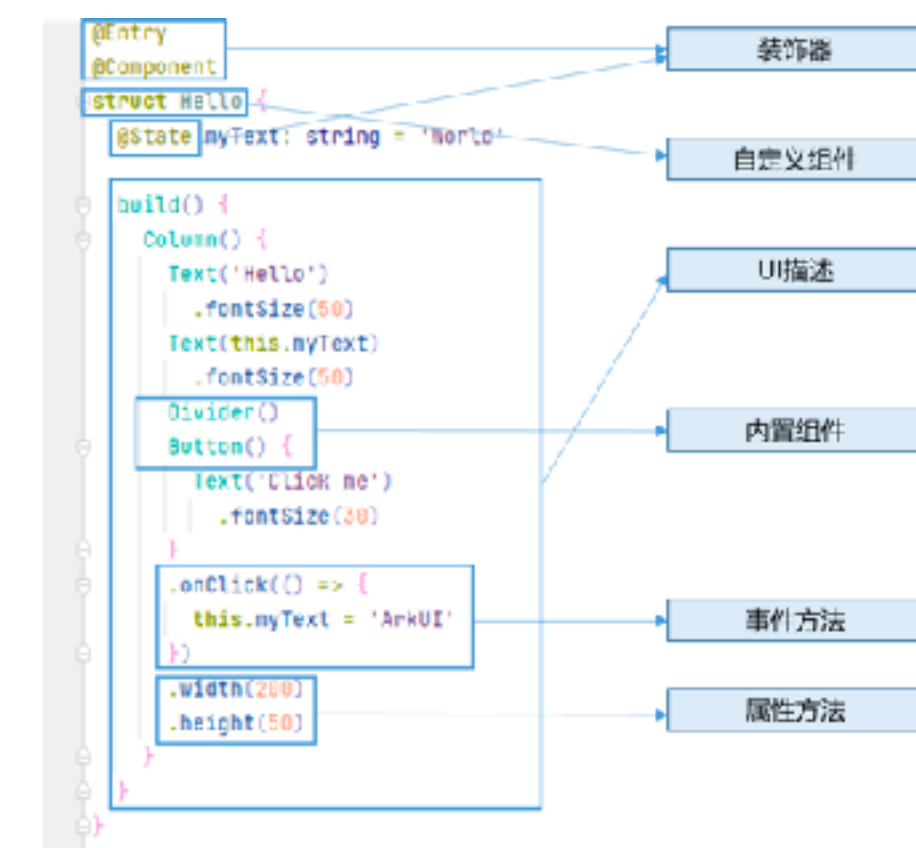 @Entry
@Component
struct Hello {
@State myText: string = 'World'
build() {
Column() {
Text('Hello')
.fontSize(50)
Text(this.myText)
.fontSize(50)
Divider()
Button() {
Text('Click me')
.fontSize(30)
}
.onClick(() => {
this.myText = 'ArkUI'
})
.width(200)
.height(50)
}
}
}
装饰器
自定义组件
UI描述
内置组件
事件方法
属性方法